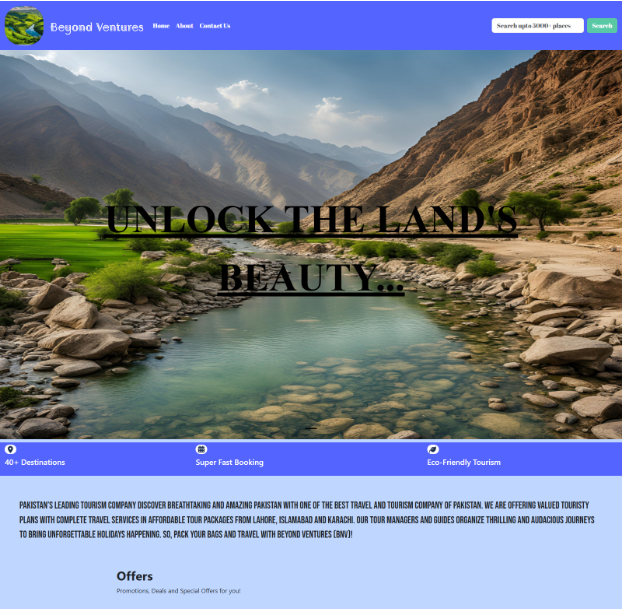 Beyond Ventures Home About Contact Us Search upto 5000+ places Search
UNLOCK THE LAND'S
BEAUTY...
40+ Destinations Super Fast Booking Eco-Friendly Tourism
PAKISTAN'S LEADING TOURISM COMPANY DISCOVER BREATHTAKING AND AMAZING PAKISTAN WITH ONE OF THE BEST TRAVEL AND TOURISM COMPANY OF PAKISTAN. WE ARE OFFERING VALUED TOURISTY
PLANS WITH COMPLETE TRAVEL SERVICES IN AFFORDABLE TOUR PACKAGES FROM LAHORE, ISLAMABAD AND KARACHI. OUR TOUR MANAGERS AND GUIDES ORGANIZE THRILLING AND AUDACIOUS JOURNEYS
TO BRING UNFORGETTABLE HOLIDAYS HAPPENING. SO, PACK YOUR BAGS AND TRAVEL WITH BEYOND VENTURES (BNV)!
Offers
Promotions, Deals and Special Offers for you!